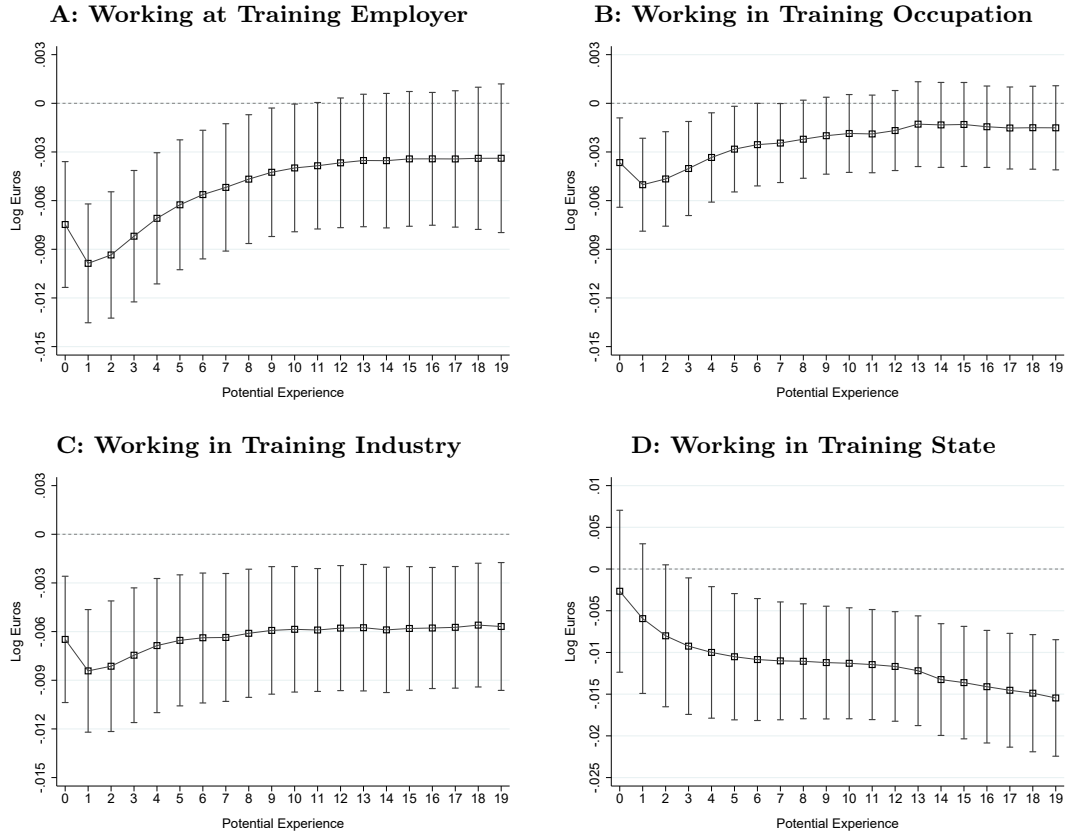 A: Working at Training Employer
.003
0
-.003
-.006
-.009
-.012
-.015
Log Euros
0 1 2 3 4 5 6 7 8 9 10 11 12 13 14 15 16 17 18 19
Potential Experience
B: Working in Training Occupation
.003
0
-.003
-.006
-.009
-.012
-.015
Log Euros
0 1 2 3 4 5 6 7 8 9 10 11 12 13 14 15 16 17 18 19
Potential Experience
C: Working in Training Industry
.003
0
-.003
-.006
-.009
-.012
-.015
Log Euros
0 1 2 3 4 5 6 7 8 9 10 11 12 13 14 15 16 17 18 19
Potential Experience
D: Working in Training State
.01
.005
0
-.005
-.01
-.015
-.02
-.025
Log Euros
0 1 2 3 4 5 6 7 8 9 10 11 12 13 14 15 16 17 18 19
Potential Experience